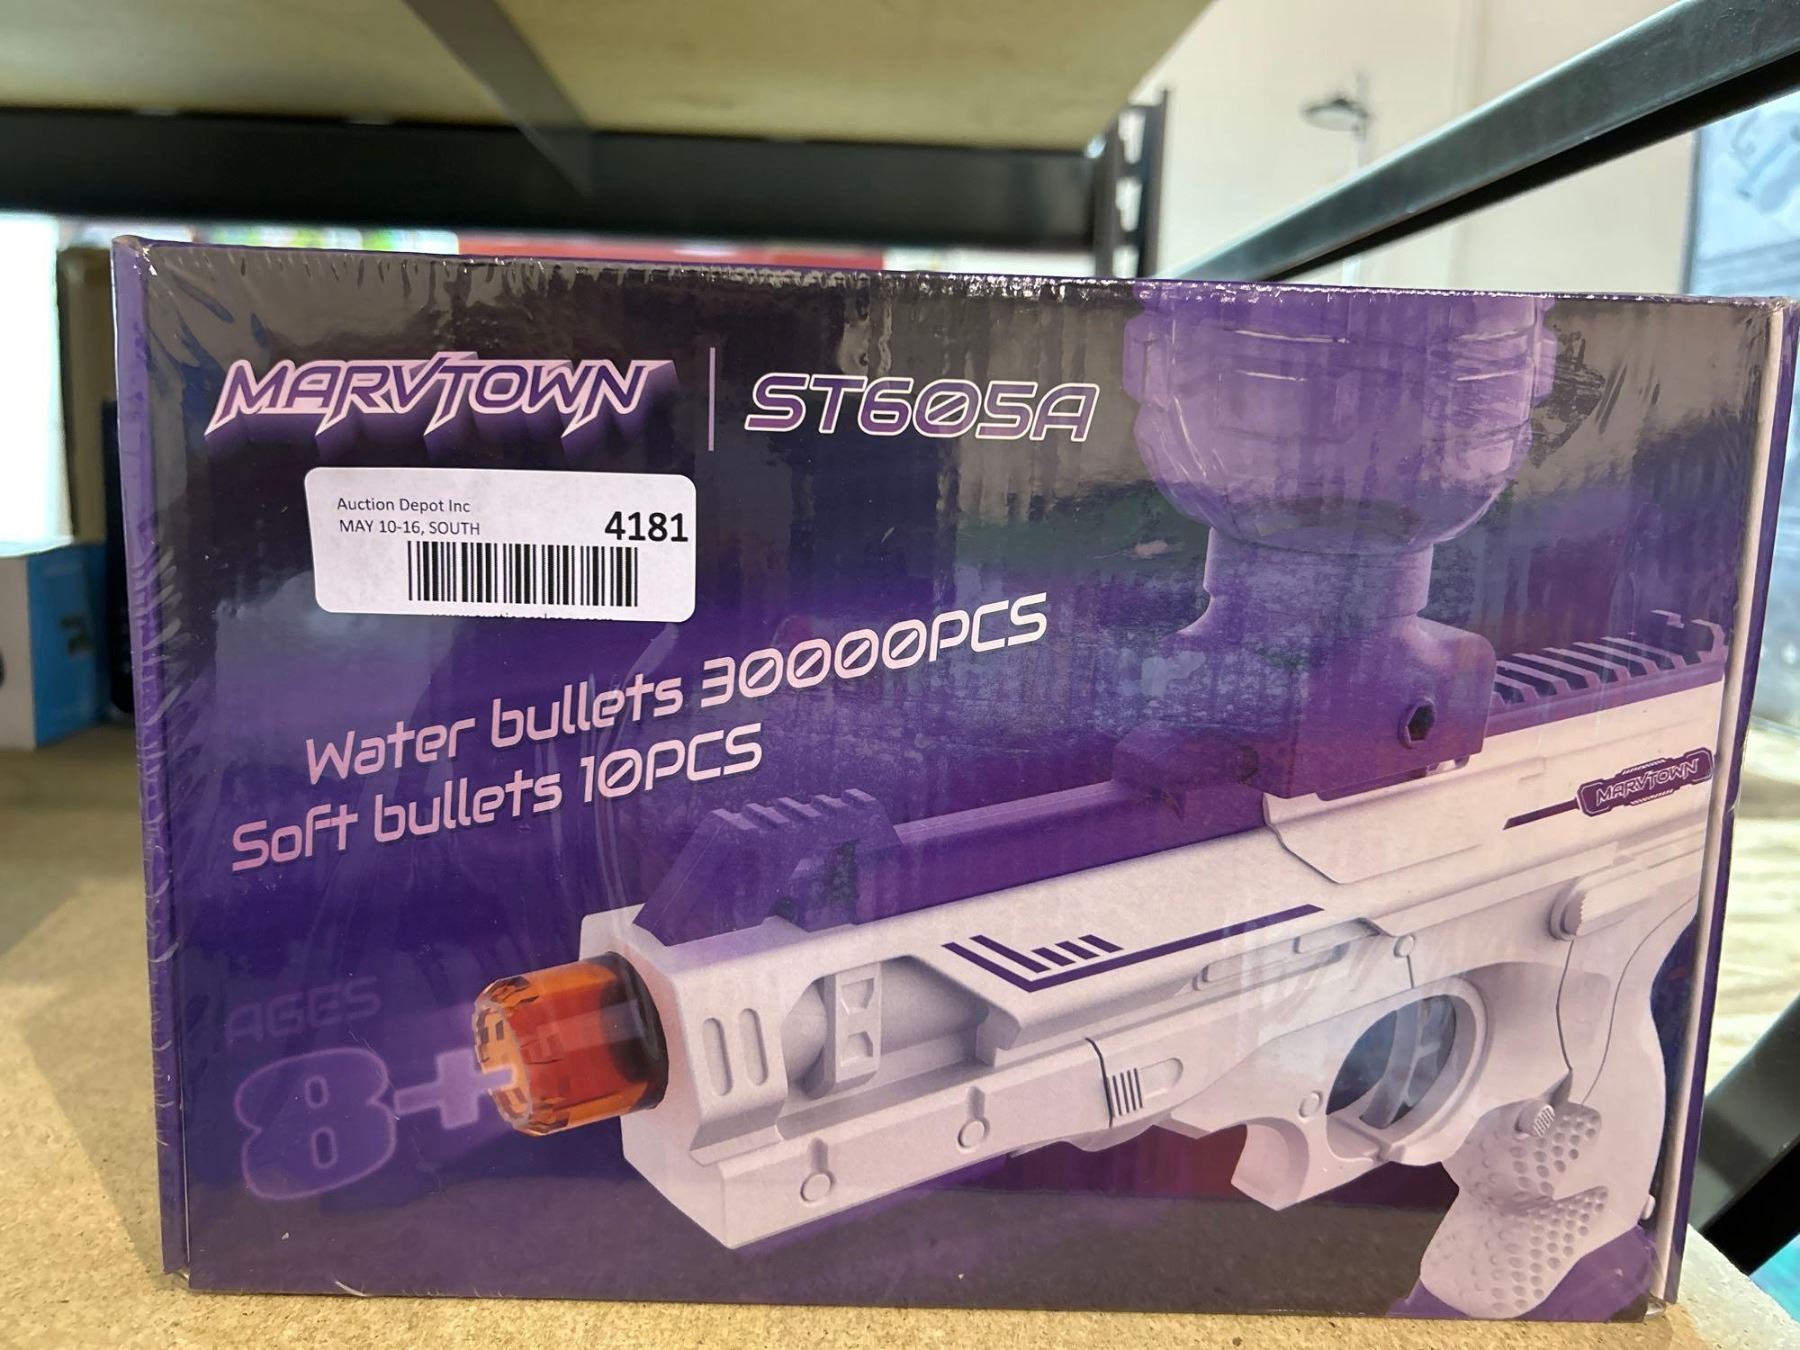 MARVTOWN | ST605A
Auction Depot Inc
MAY 10-16, SOUTH
4181
Water bullets 30000PCS
Soft bullets 10PCS
MARVTOWN
AGES
8+